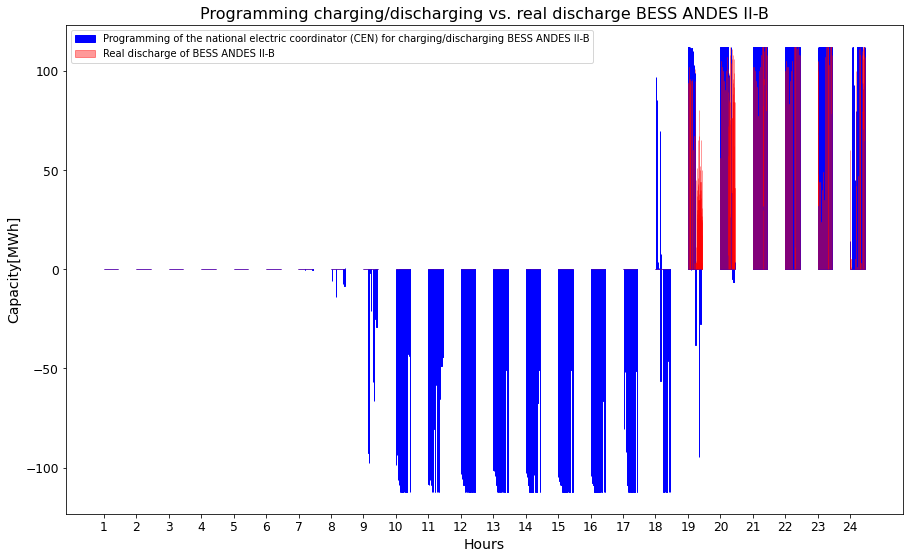 Programming charging/discharging vs. real discharge BESS ANDES II-B
Programming of the national electric coordinator (CEN) for charging/discharging BESS ANDES II-B
Real discharge of BESS ANDES II-B
100
50
0
−50
−100
Capacity[MWh]
1 2 3 4 5 6 7 8 9 10 11 12 13 14 15 16 17 18 19 20 21 22 23 24
Hours